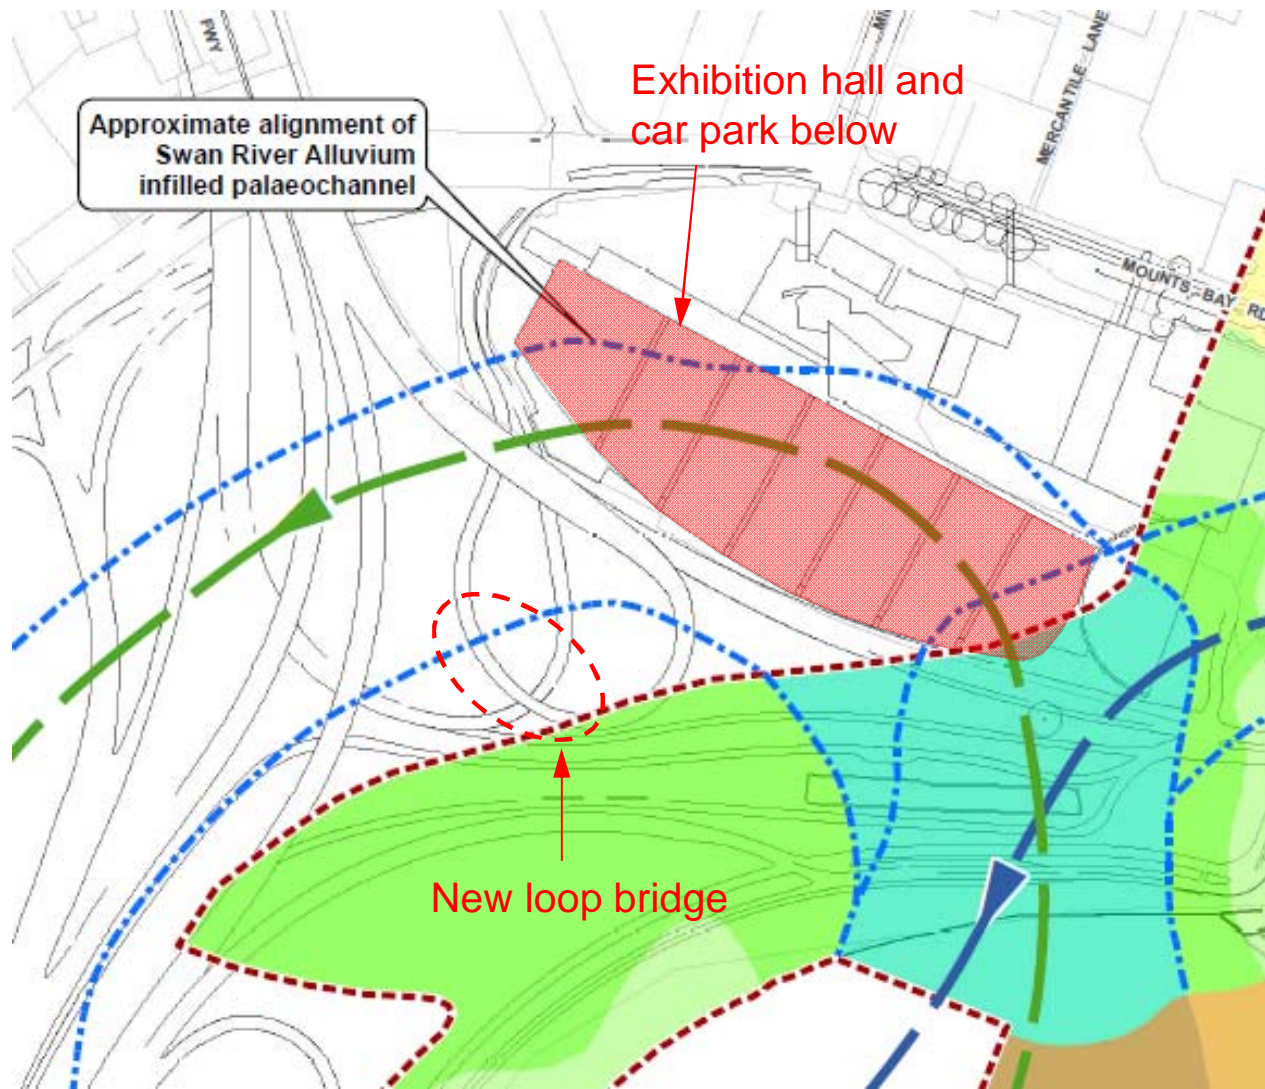 FWY
MERCANTILE LANE
Exhibition hall and
car park below
Approximate alignment of
Swan River Alluvium
infilled palaeochannel
MOUNTS BAY RD
New loop bridge